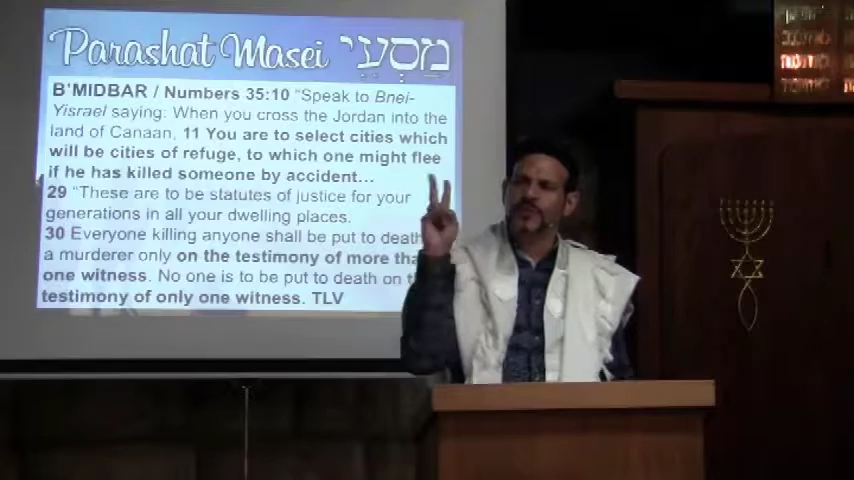 Parashat Masei מַסְעֵי
B'MIDBAR / Numbers 35:10 "Speak to Bnei-
Yisrael saying: When you cross the Jordan into the
land of Canaan, 11 You are to select cities which
will be cities of refuge, to which one might flee
if he has killed someone by accident...
29 "These are to be statutes of justice for your
generations in all your dwelling places.
30 Everyone killing anyone shall be put to death
a murderer only on the testimony of more
one witness. No one is to be put to death on
testimony of only one witness. TLV